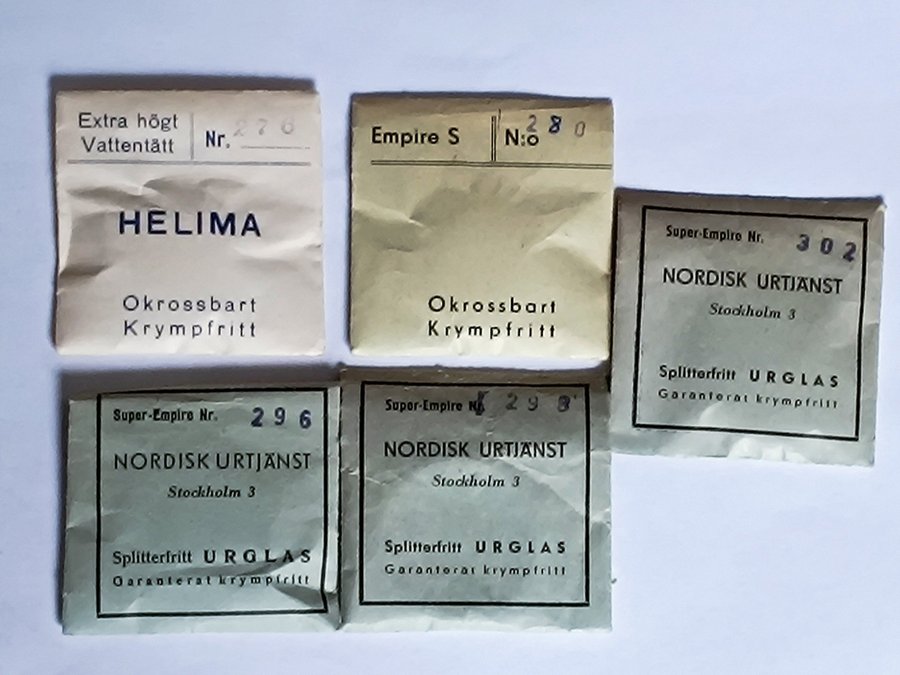 Extra högt
Vattentätt
Nr. 276
HELIMA
Okrossbart
Krympfritt
Empire S
N:o 280
Okrossbart
Krympfritt
Super-Empire Nr. 302
NORDISK URTJÄNST
Stockholm 3
Splitterfritt URGLAS
Garanterat krympfritt
Super-Empire Nr. 296
NORDISK URTJÄNST
Stockholm 3
Splitterfritt URGLAS
Garanterat krympfritt
Super-Empire Nr.
NORDISK URTJÄNST
Stockholm 3
Splitterfritt URGLAS
Garanterat krympfritt